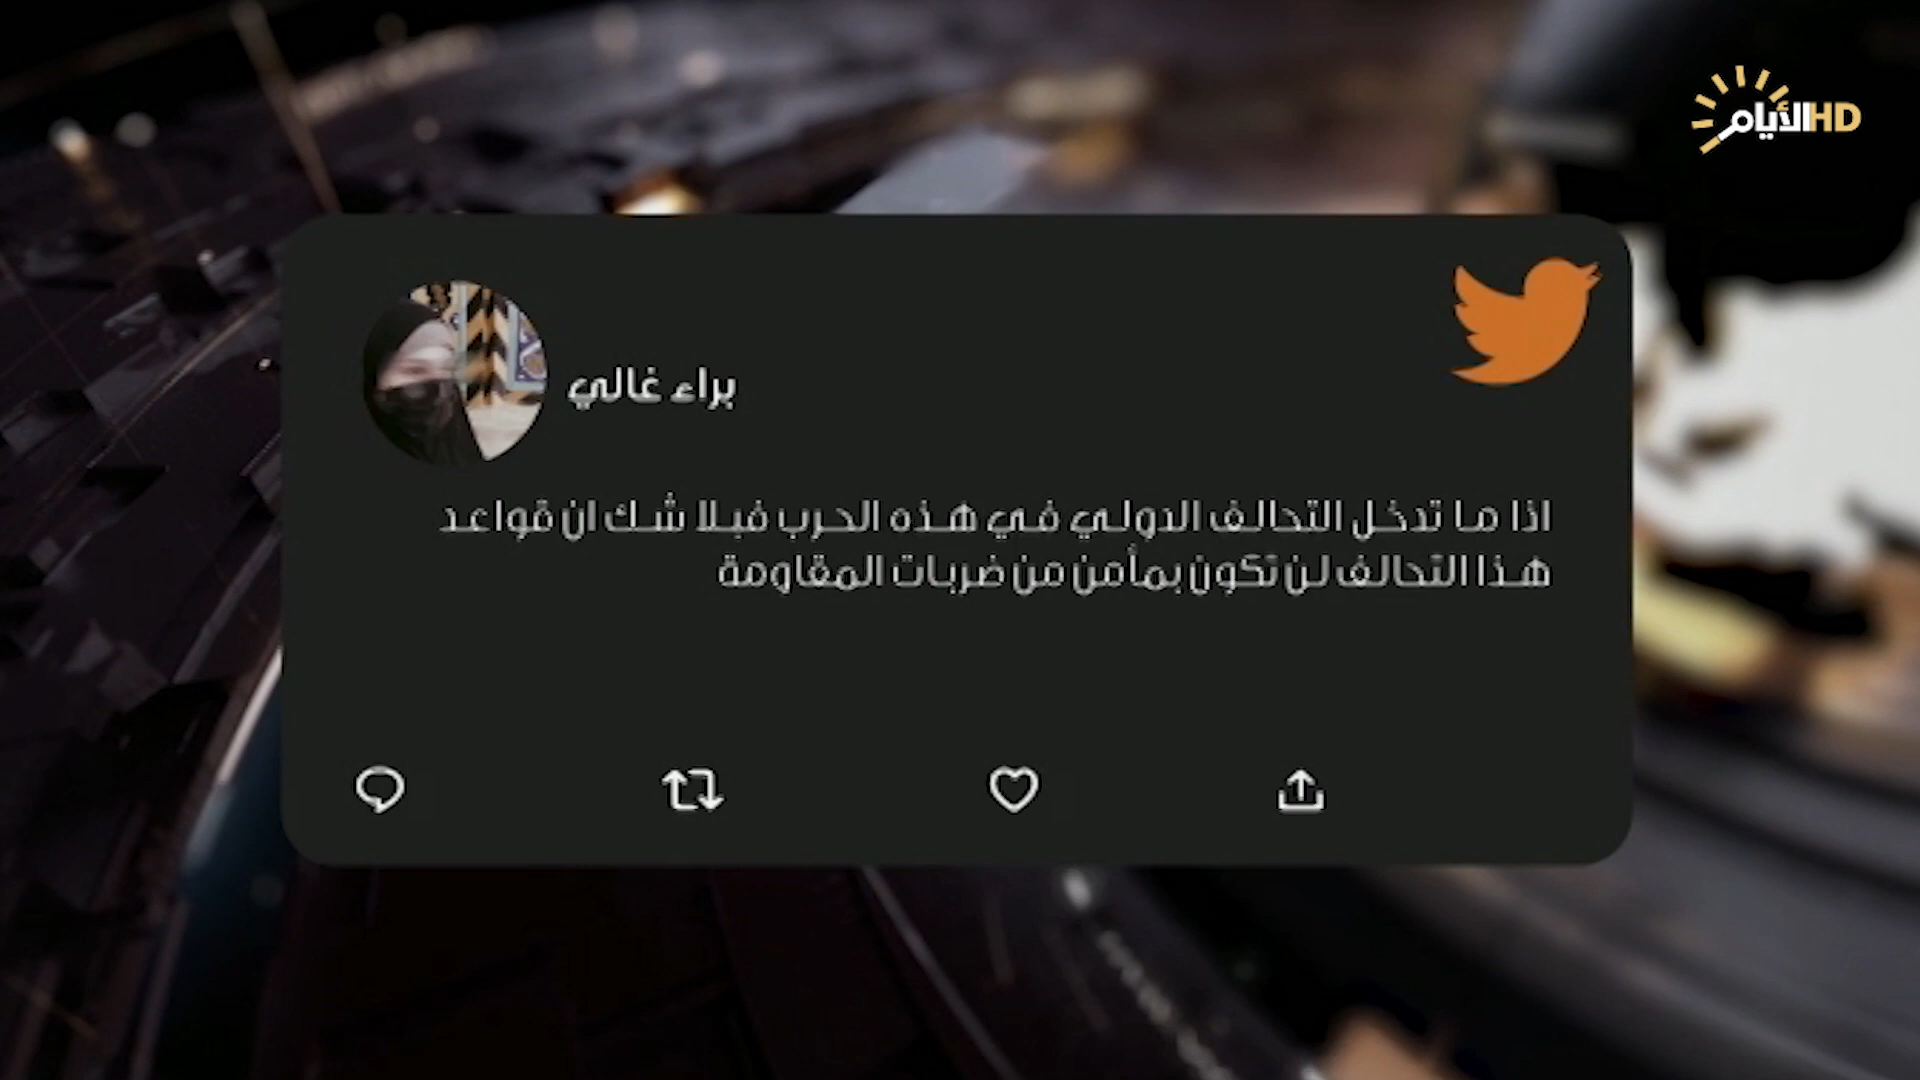 الأيام HD
براء غالي
اذا ما تدخل التحالف الدولي في هذه الحرب فبلا شك ان قواعد
هذا التحالف لن تكون بمأمن من ضربات المقاومة